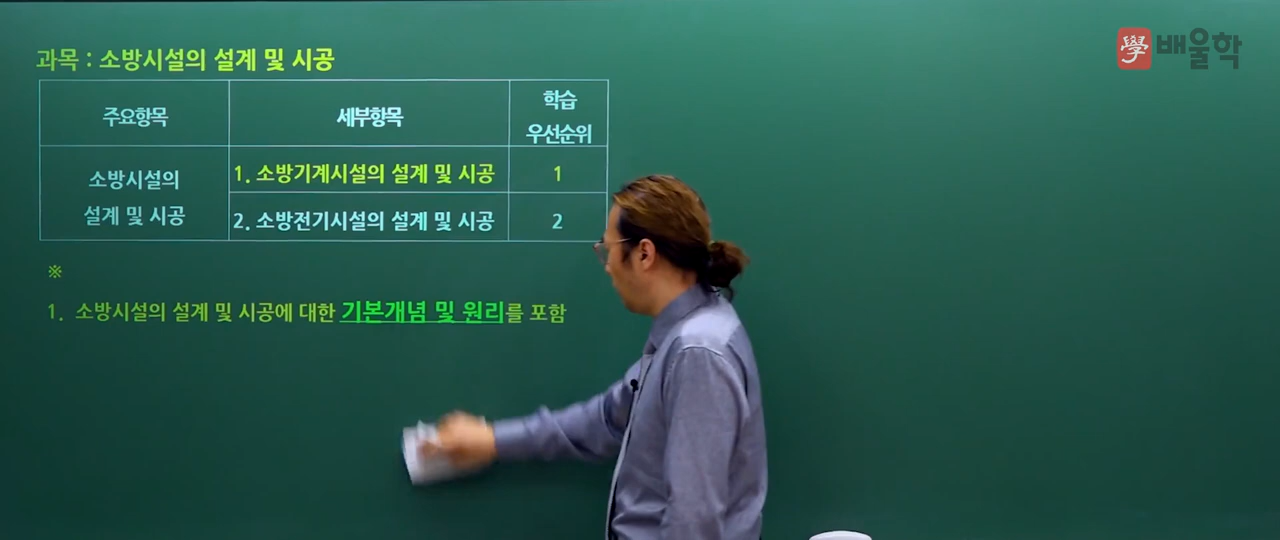 學 배울학
과목 : 소방시설의 설계 및 시공
주요항목 세부항목 학습
우선순위
소방시설의
설계 및 시공
1. 소방기계시설의 설계 및 시공 1
2. 소방전기시설의 설계 및 시공 2
※
1. 소방시설의 설계 및 시공에 대한 기본개념 및 원리를 포함